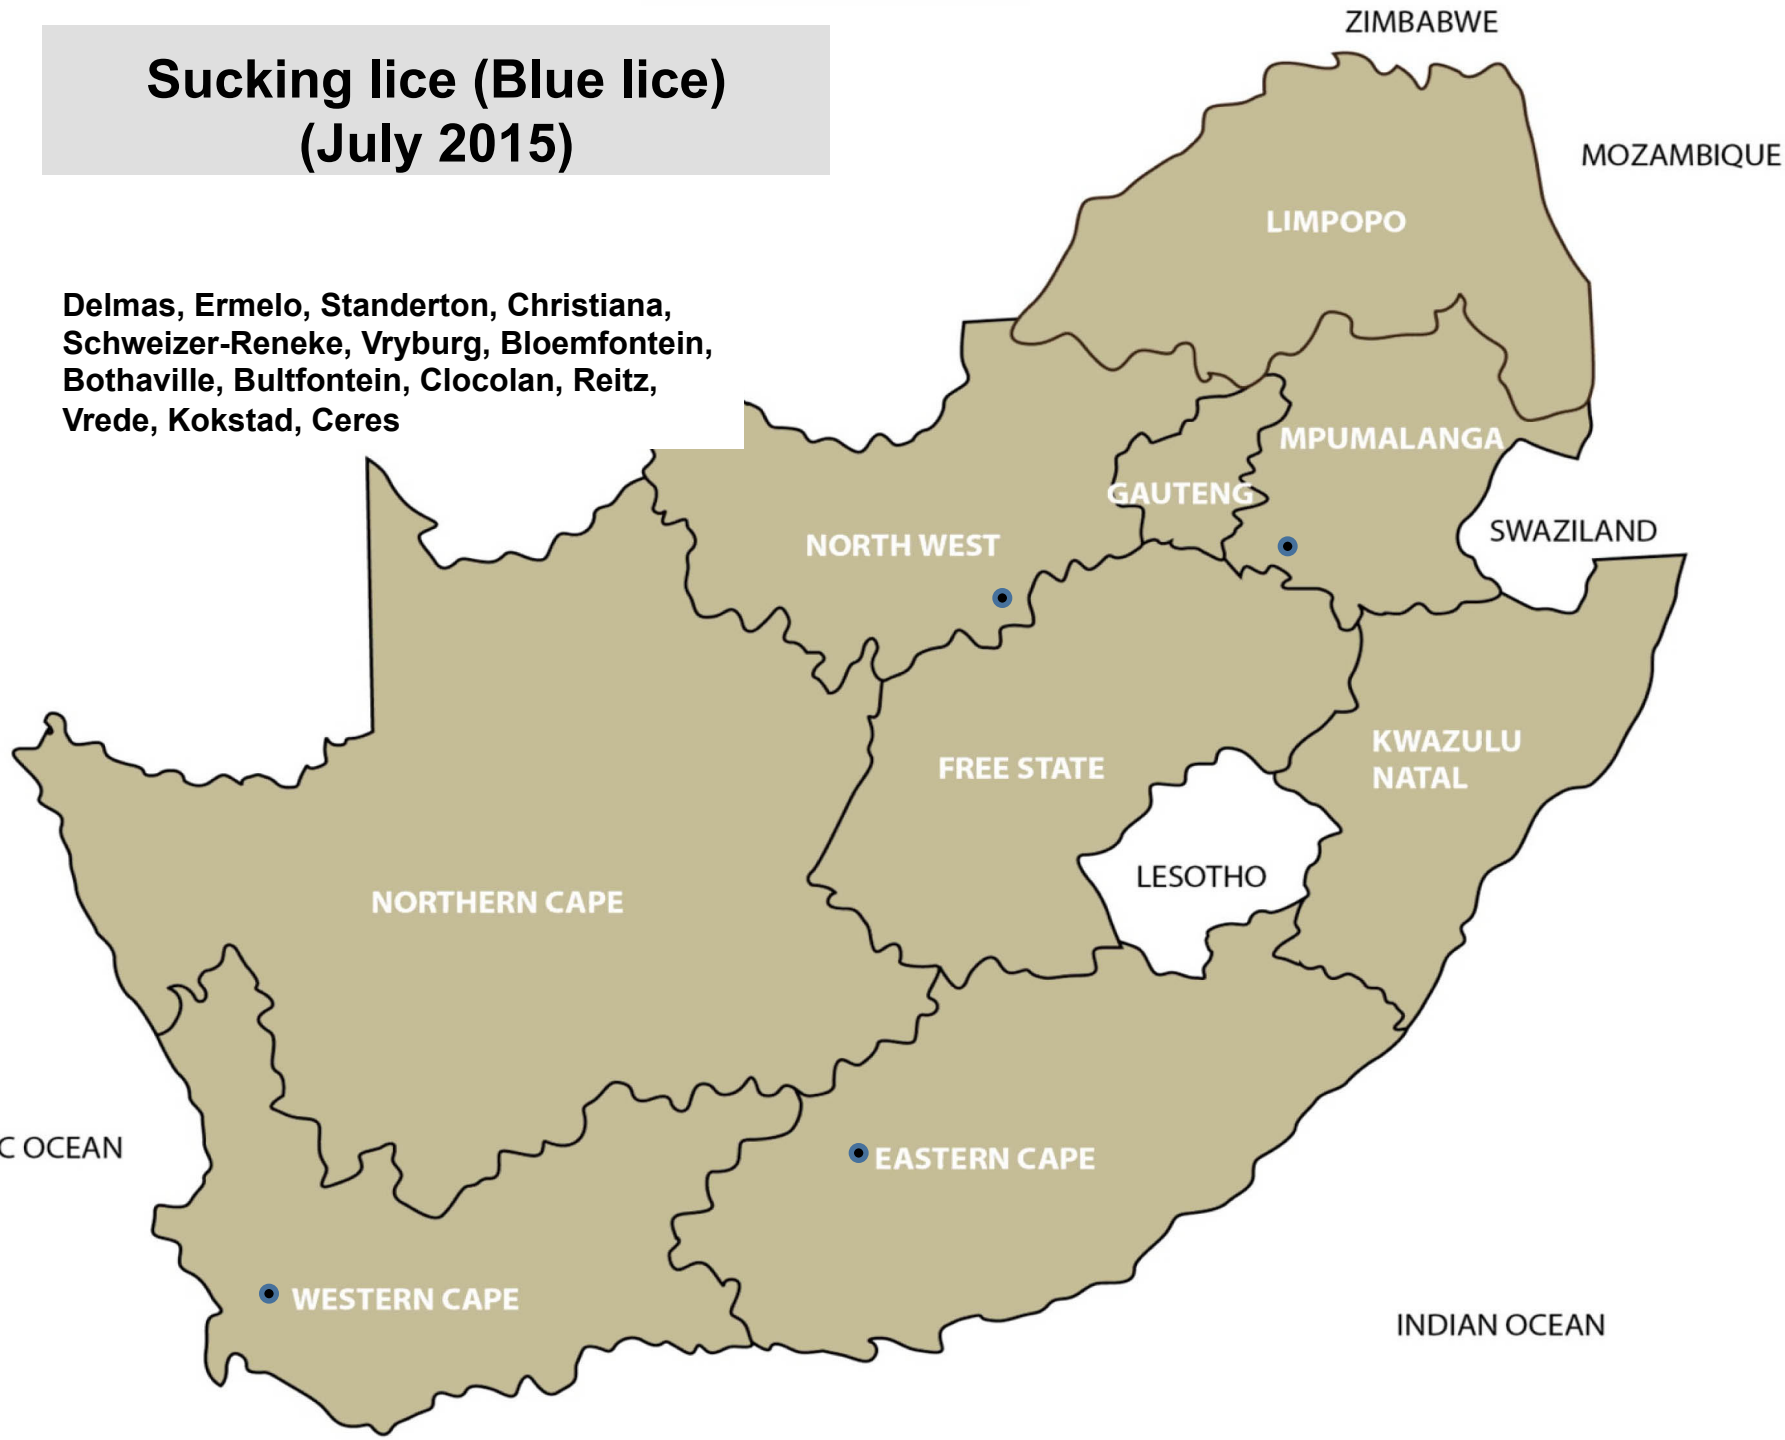 Sucking lice (Blue lice)
(July 2015)
Delmas, Ermelo, Standerton, Christiana,
Schweizer-Reneke, Vryburg, Bloemfontein,
Bothaville, Bultfontein, Clocolan, Reitz,
Vrede, Kokstad, Ceres
ZIMBABWE
MOZAMBIQUE
LIMPOPO
MPUMALANGA
GAUTENG
SWAZILAND
NORTH WEST
KWAZULU
NATAL
FREE STATE
LESOTHO
NORTHERN CAPE
C OCEAN
EASTERN CAPE
WESTERN CAPE
INDIAN OCEAN